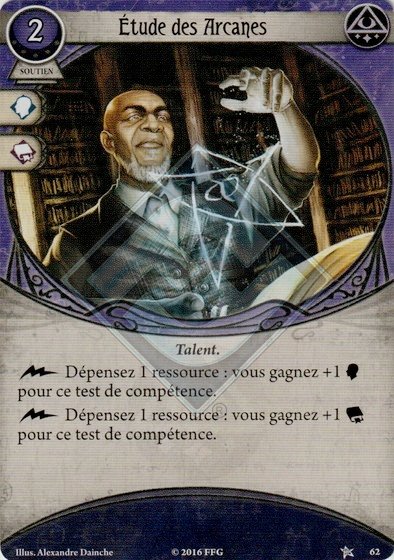 2
Étude des Arcanes
SOUTIEN
Talent.
Dépensez 1 ressource : vous gagnez +1
pour ce test de compétence.
Dépensez 1 ressource : vous gagnez +1
pour ce test de compétence.
Illus. Alexandre Dainche
© 2016 FFG
62